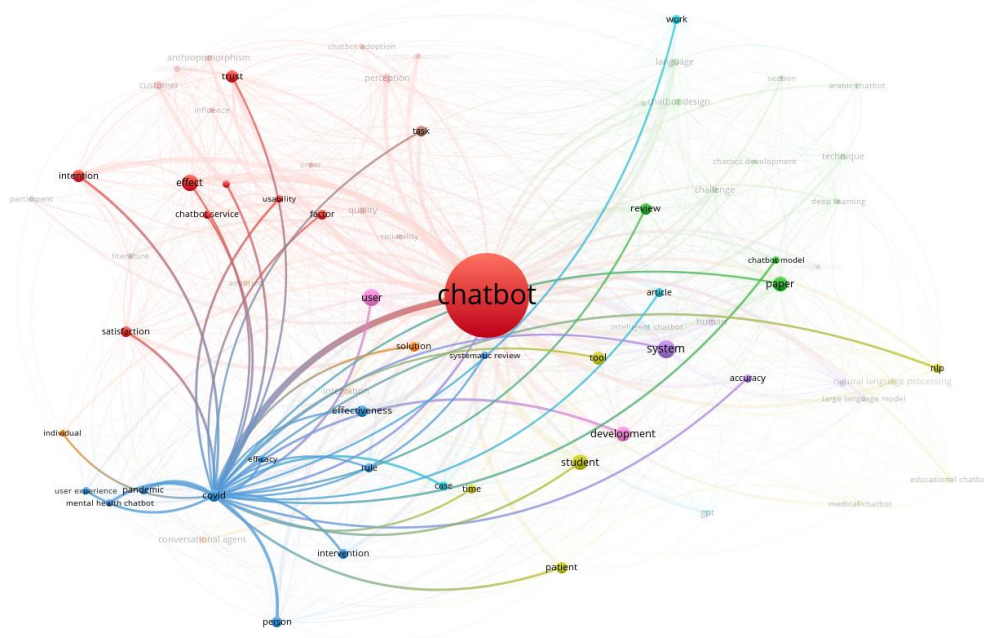 work
chatbot adoption
anthropomorphism
language
trust
perception
customer
section
arabic chatbot
chatbot design
influence
task
technique
chatbot development
order
intention
effect
challenge
participant
usability
deep learning
chatbot service
factor
quality
review
reliability
literature
chatbot model
adoption
paper
chatbot
article
user
human
intelligent chatbot
satisfaction
solution
system
systematic review
tool
nlp
accuracy
natural language processing
integration
large language model
effectiveness
individual
development
efficacy
student
rule
educational chatbo
case
time
user experience
pandemic
covid
mental health chatbot
medical chatbot
gpt
conversational agent
intervention
patient
person